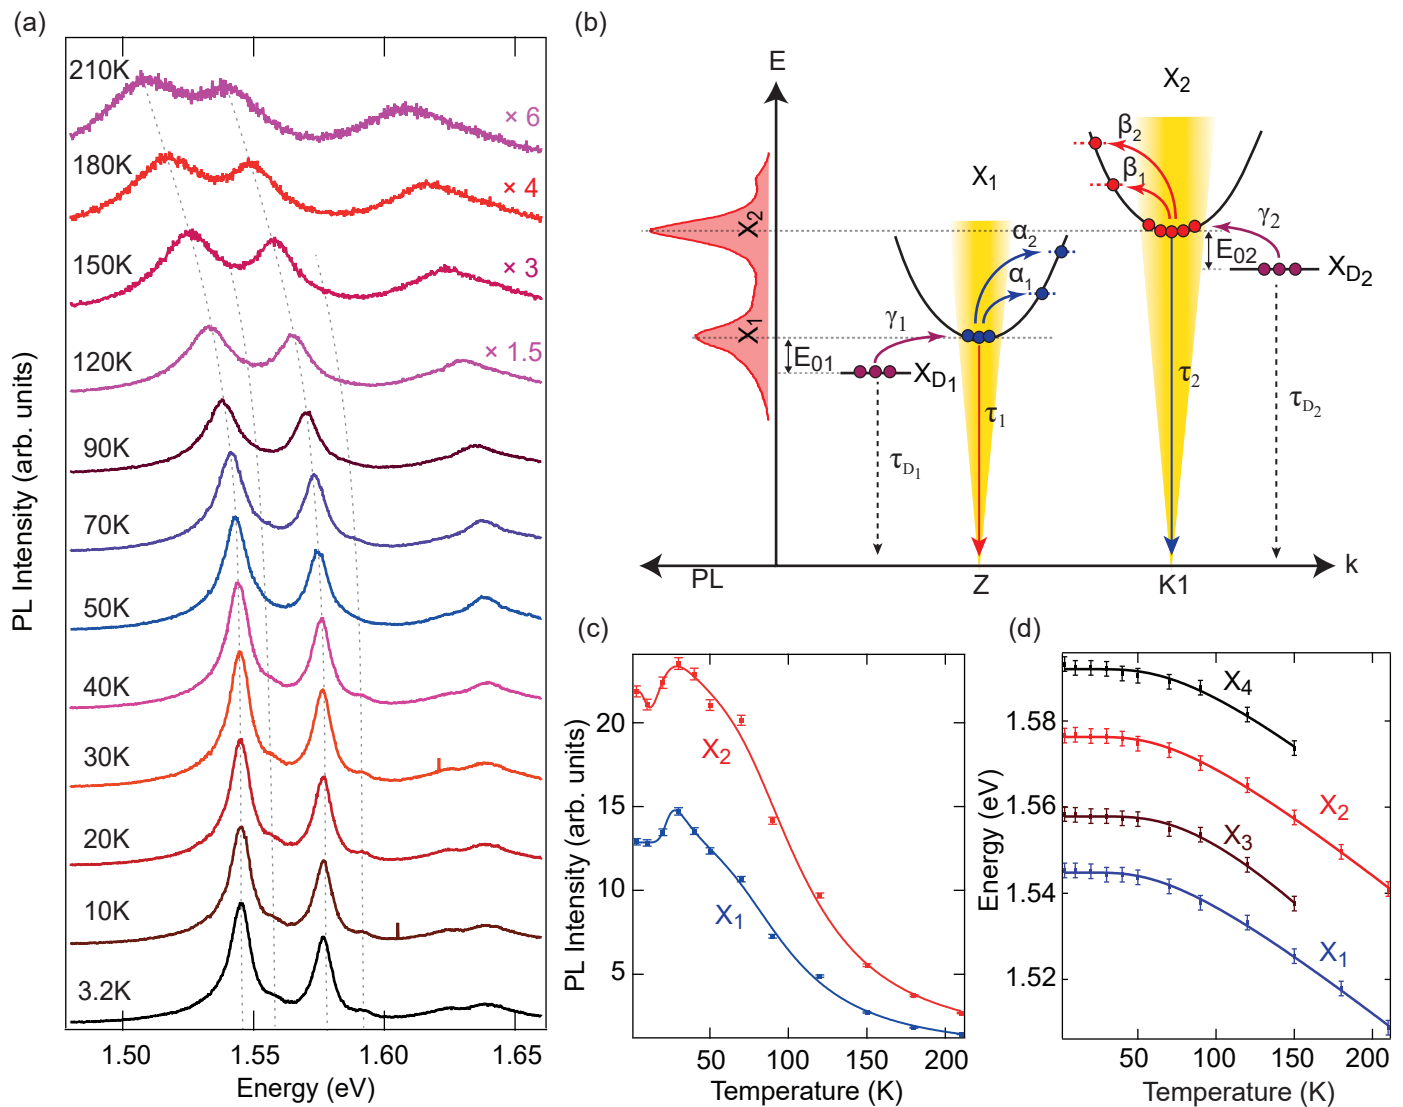 (a)
210K
× 6
180K
× 4
150K
× 3
120K
× 1.5
90K
70K
50K
40K
30K
20K
10K
3.2K
PL Intensity (arb. units)
1.50
1.55
1.60
1.65
Energy (eV)
(b)
E
X2
X1
X2
X1
β2
β1
α2
α1
γ1
γ2
E01
E02
XD1
XD2
τ1
τ2
τD1
τD2
PL
Z
K1
k
(c)
20
15
10
5
X2
X1
PL Intensity (arb. units)
50
100
150
200
Temperature (K)
(d)
1.58
1.56
1.54
1.52
X4
X2
X3
X1
Energy (eV)
50
100
150
200
Temperature (K)